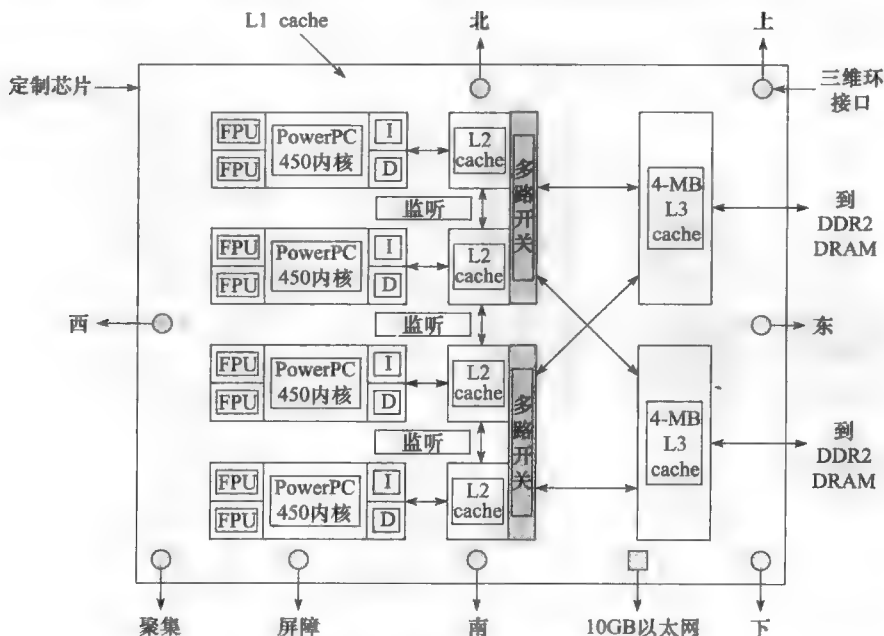 L1 cache
北
上
定制芯片
三维环
接口
FPU
FPU
PowerPC
450内核
I
D
L2
cache
多路开关
4-MB
L3
cache
到
DDR2
DRAM
监听
FPU
FPU
PowerPC
450内核
I
D
L2
cache
西
监听
东
FPU
FPU
PowerPC
450内核
I
D
L2
cache
多路开关
4-MB
L3
cache
到
DDR2
DRAM
监听
FPU
FPU
PowerPC
450内核
I
D
L2
cache
聚集
屏障
南
10GB以太网
下